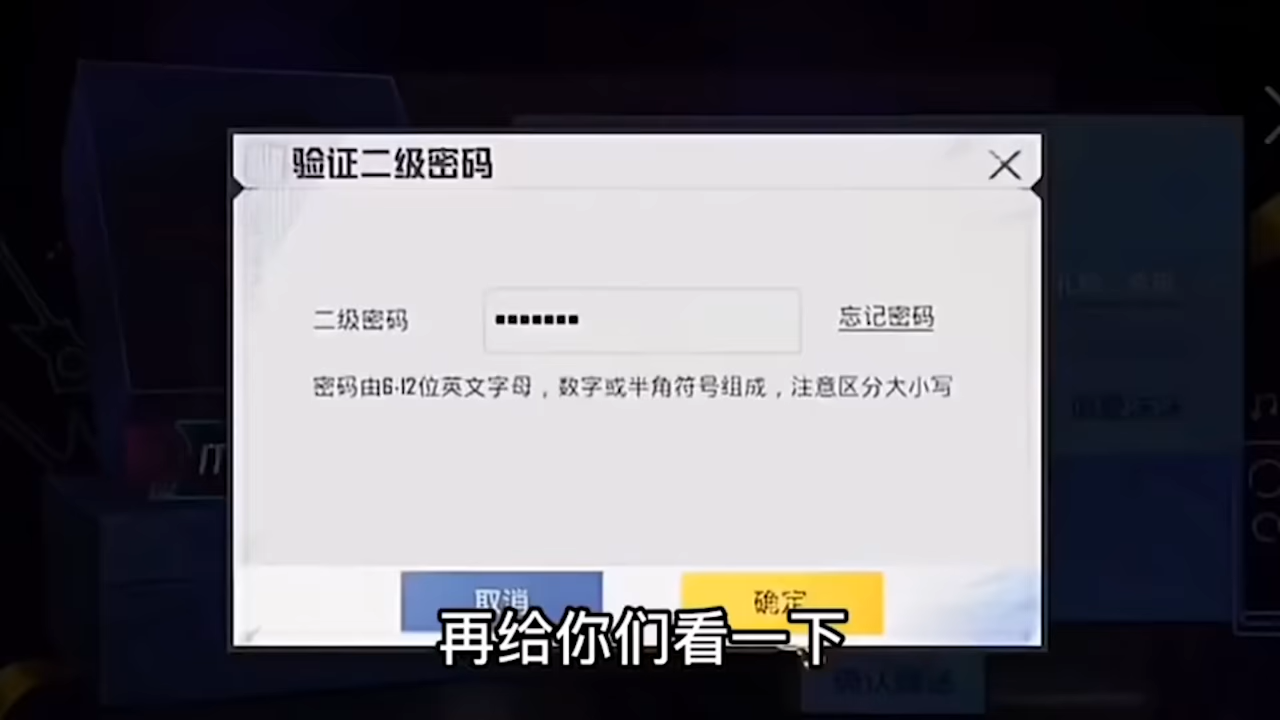 验证二级密码
二级密码
忘记密码
密码由6-12位英文字母，数字或半角符号组成，注意区分大小写
取消
确定
再给你们看一下